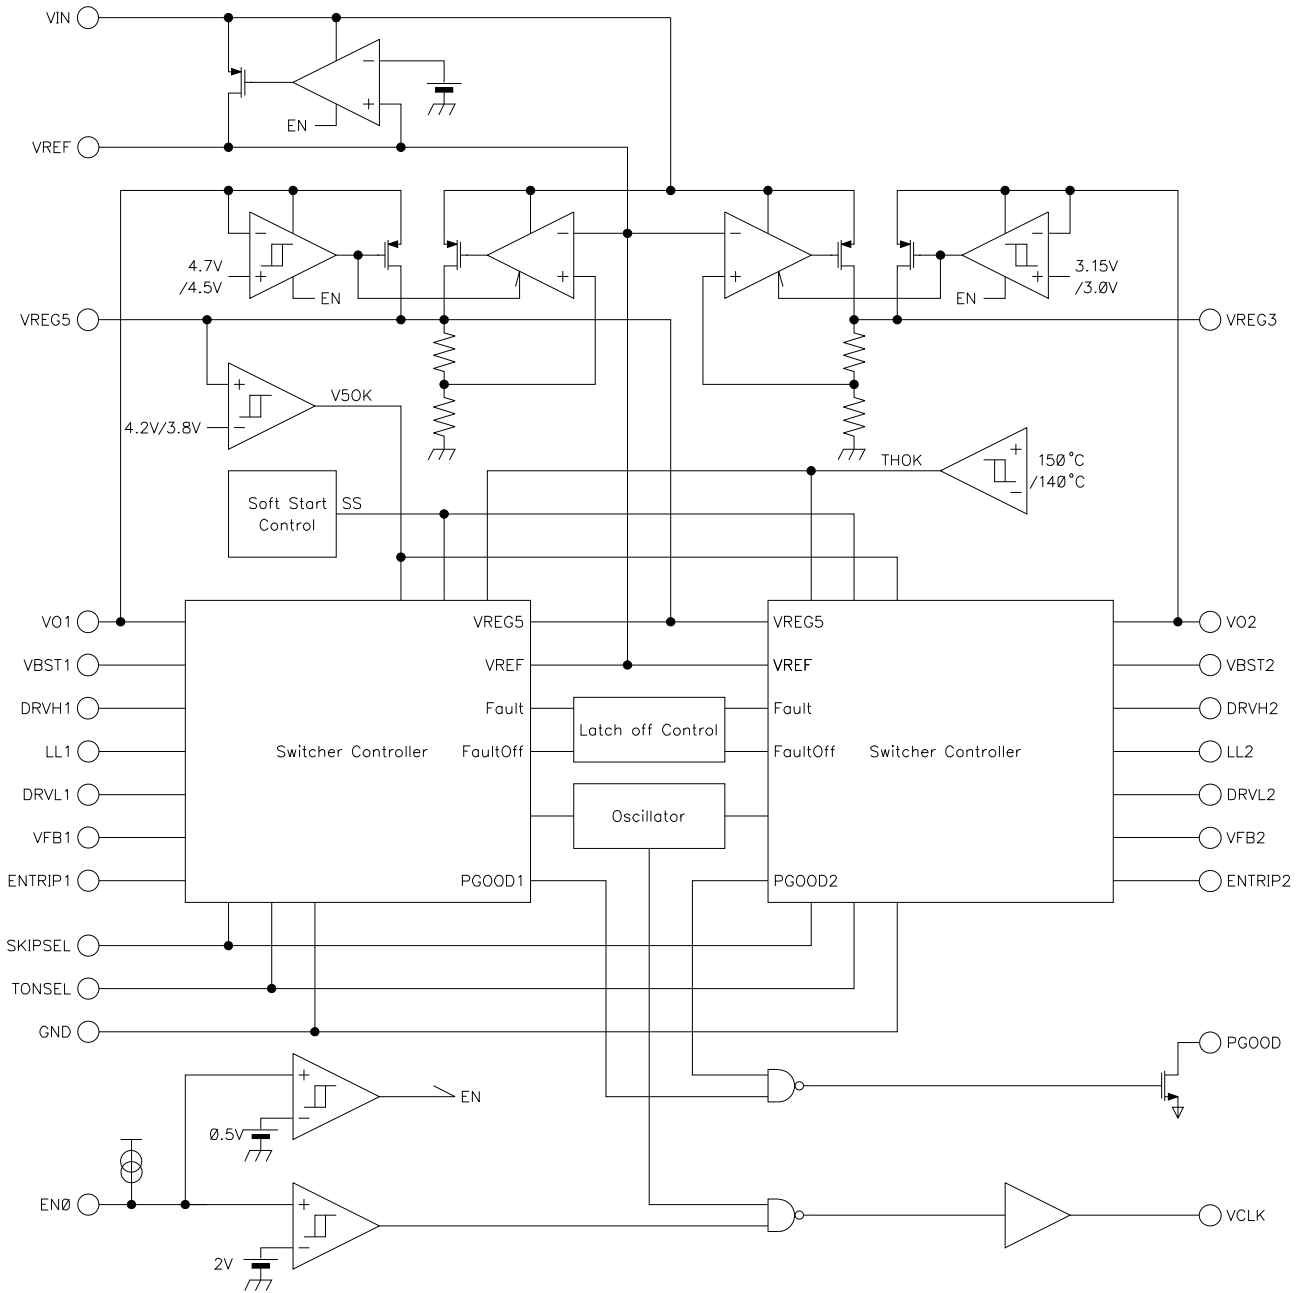 VIN
−
+
EN
VREF
−
+
4.7V
/4.5V
EN
−
+
−
+
−
+
3.15V
/3.0V
EN
VREG5
VREG3
+
−
4.2V/3.8V
V5OK
THOK
+
−
150°C
/140°C
Soft Start
Control
SS
VO1
VBST1
DRVH1
LL1
DRVL1
VFB1
ENTRIP1
VREG5
VREF
Fault
FaultOff
Switcher Controller
PGOOD1
Latch off Control
Oscillator
VREG5
VREF
Fault
FaultOff
Switcher Controller
PGOOD2
VO2
VBST2
DRVH2
LL2
DRVL2
VFB2
ENTRIP2
SKIPSEL
TONSEL
GND
PGOOD
+
−
EN
0.5V
EN0
+
−
2V
VCLK